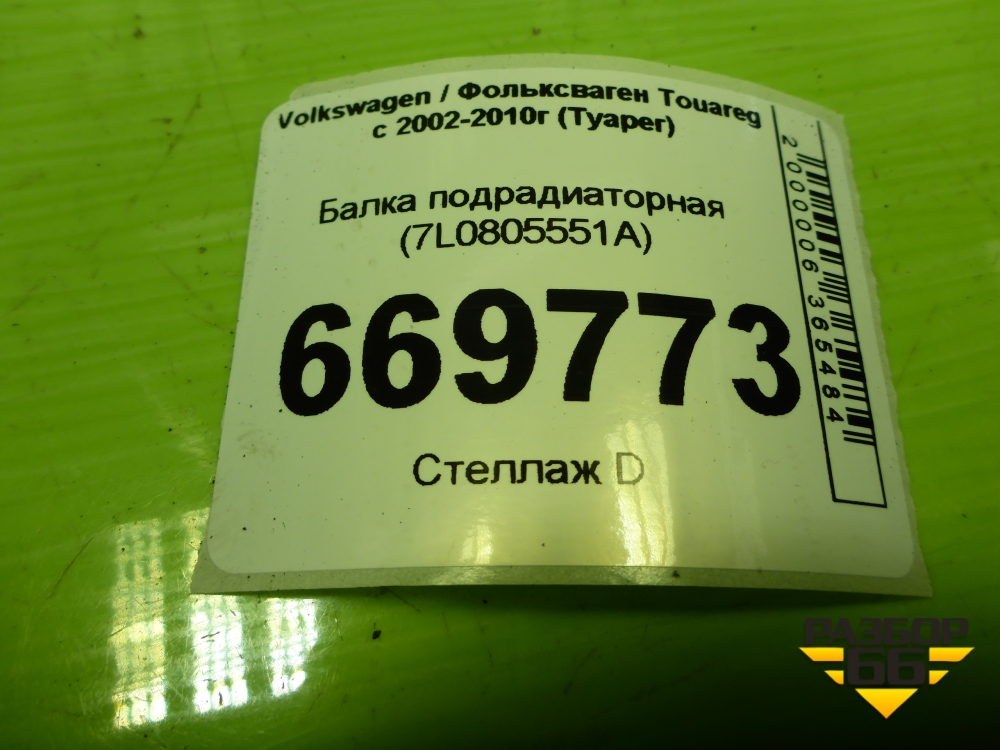 Volkswagen / Фольксваген Touareg
с 2002-2010г (Туарег)
Балка подрадиаторная
(7L0805551A)
669773
Стеллаж D
2000006365484
РАЗБОР
66